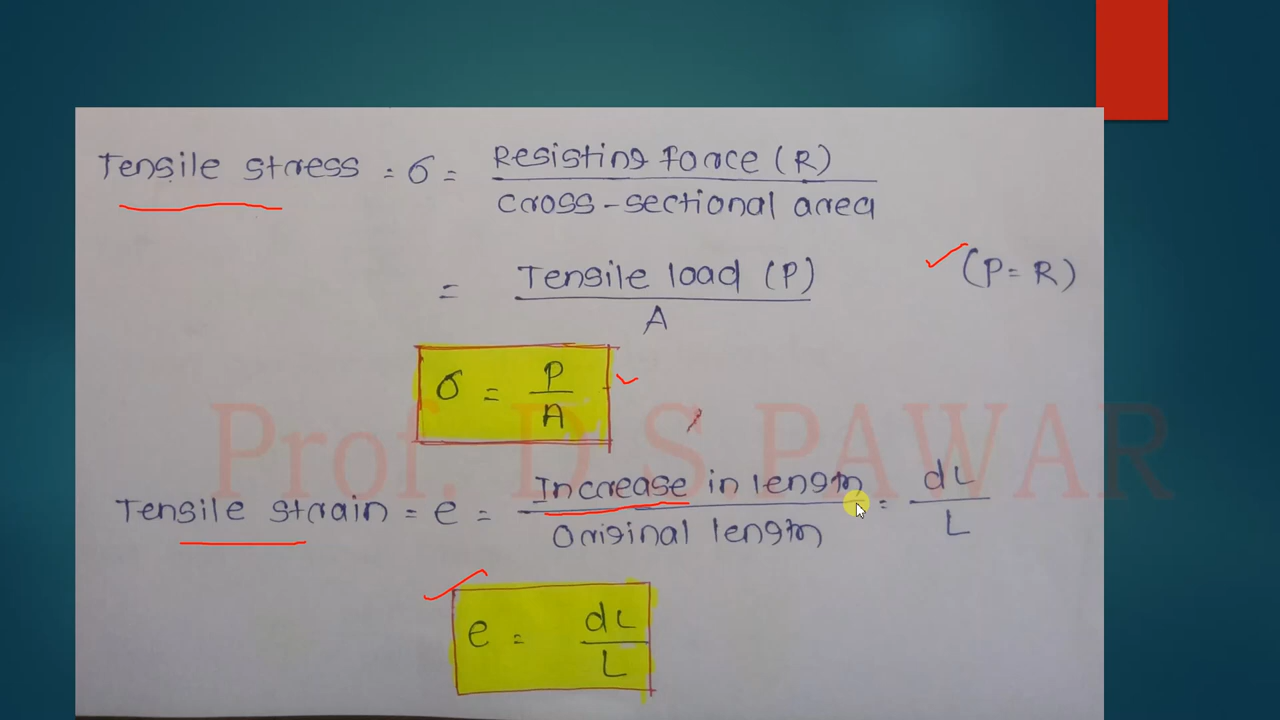 Tensile stress = σ = Resisting force (R)
cross-sectional area
= Tensile load (P)
A
(P = R)
σ = P
A
Prof. D.S.PAWAR
Tensile strain = e = Increase in length = dL
Original length L
e = dL
L